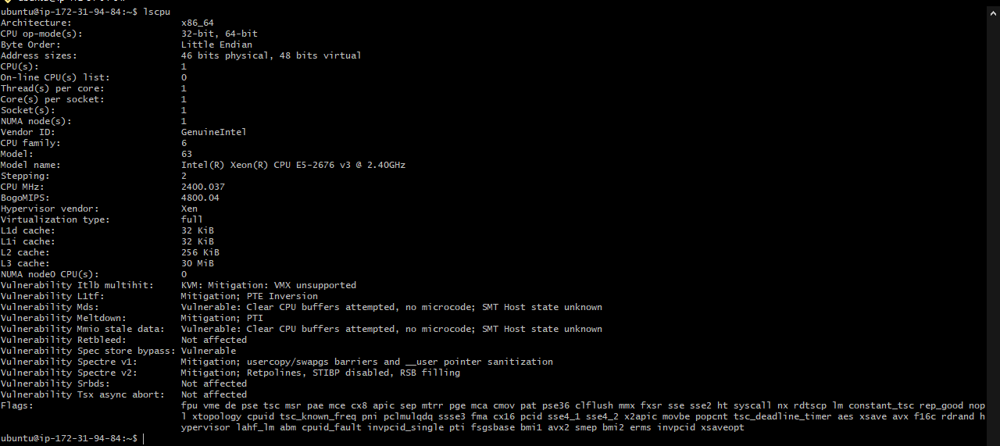 ubuntu@ip-172-31-94-84:~$ lscpu
Architecture:                    x86_64
CPU op-mode(s):                  32-bit, 64-bit
Byte Order:                      Little Endian
Address sizes:                   46 bits physical, 48 bits virtual
CPU(s):                          1
On-line CPU(s) list:             0
Thread(s) per core:              1
Core(s) per socket:              1
Socket(s):                       1
NUMA node(s):                    1
Vendor ID:                       GenuineIntel
CPU family:                      6
Model:                           63
Model name:                      Intel(R) Xeon(R) CPU E5-2676 v3 @ 2.40GHz
Stepping:                        2
CPU MHz:                         2400.037
BogoMIPS:                        4800.04
Hypervisor vendor:               Xen
Virtualization type:             full
L1d cache:                       32 KiB
L1i cache:                       32 KiB
L2 cache:                        256 KiB
L3 cache:                        30 MiB
NUMA node0 CPU(s):               0
Vulnerability Itlb multihit:     KVM: Mitigation: VMX unsupported
Vulnerability L1tf:              Mitigation; PTE Inversion
Vulnerability Mds:               Vulnerable: Clear CPU buffers attempted, no microcode; SMT Host state unknown
Vulnerability Meltdown:          Mitigation; PTI
Vulnerability Mmio stale data:   Vulnerable: Clear CPU buffers attempted, no microcode; SMT Host state unknown
Vulnerability Retbleed:          Not affected
Vulnerability Spec store bypass: Vulnerable
Vulnerability Spectre v1:        Mitigation; usercopy/swapgs barriers and __user pointer sanitization
Vulnerability Spectre v2:        Mitigation; Retpolines, STIBP disabled, RSB filling
Vulnerability Srbds:             Not affected
Vulnerability Tsx async abort:   Not affected
Flags:                           fpu vme de pse tsc msr pae mce cx8 apic sep mtrr pge mca cmov pat pse36 clflush mmx fxsr sse sse2 ht syscall nx rdtscp lm constant_tsc rep_good nop
                                 l xtopology cpuid tsc_known_freq pni pclmulqdq ssse3 fma cx16 pcid sse4_1 sse4_2 x2apic movbe popcnt tsc_deadline_timer aes xsave avx f16c rdrand h
                                 ypervisor lahf_lm abm cpuid_fault invpcid_single pti fsgsbase bmi1 avx2 smep bmi2 erms invpcid xsaveopt
ubuntu@ip-172-31-94-84:~$